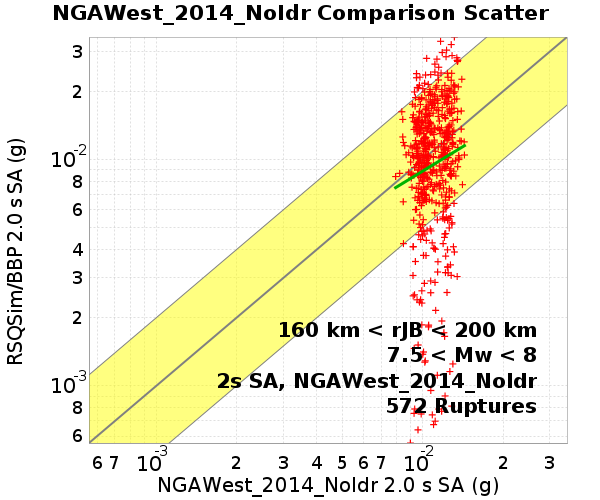 NGAWest_2014_NoIdr Comparison Scatter
RSQSim/BBP 2.0 s SA (g)
3
2
10-2
8
6
4
3
2
10-3
8
6
160 km < rJB < 200 km
7.5 < Mw < 8
2s SA, NGAWest_2014_NoIdr
572 Ruptures
6 7 10-3 2 3 4 5 6 7 10-2 2 3
NGAWest_2014_NoIdr 2.0 s SA (g)